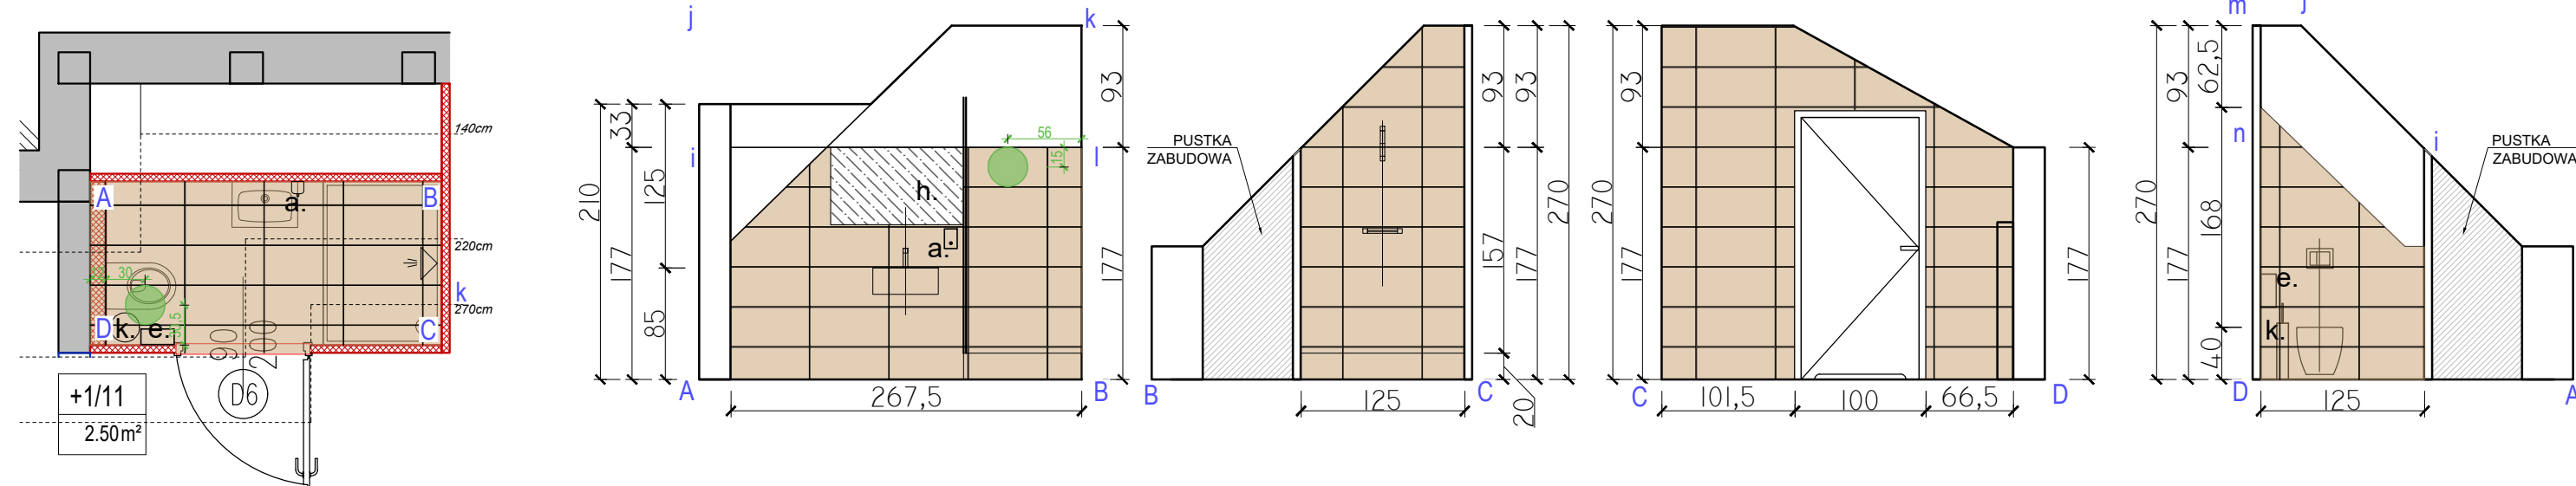 A
B
a.
140cm
220cm
k
270cm
30
D
k.
e.
C
D6
+1/11
2.50m²
j
k
i
l
h.
a.
56
15
33
210
177
125
85
93
177
A
267,5
B
PUSTKA
ZABUDOWA
B
125
C
93
157
20
93
177
270
270
93
177
C
101,5
100
66,5
D
177
m
j
n
i
PUSTKA
ZABUDOWA
270
93
177
62,5
168
40
e.
k.
D
125
A